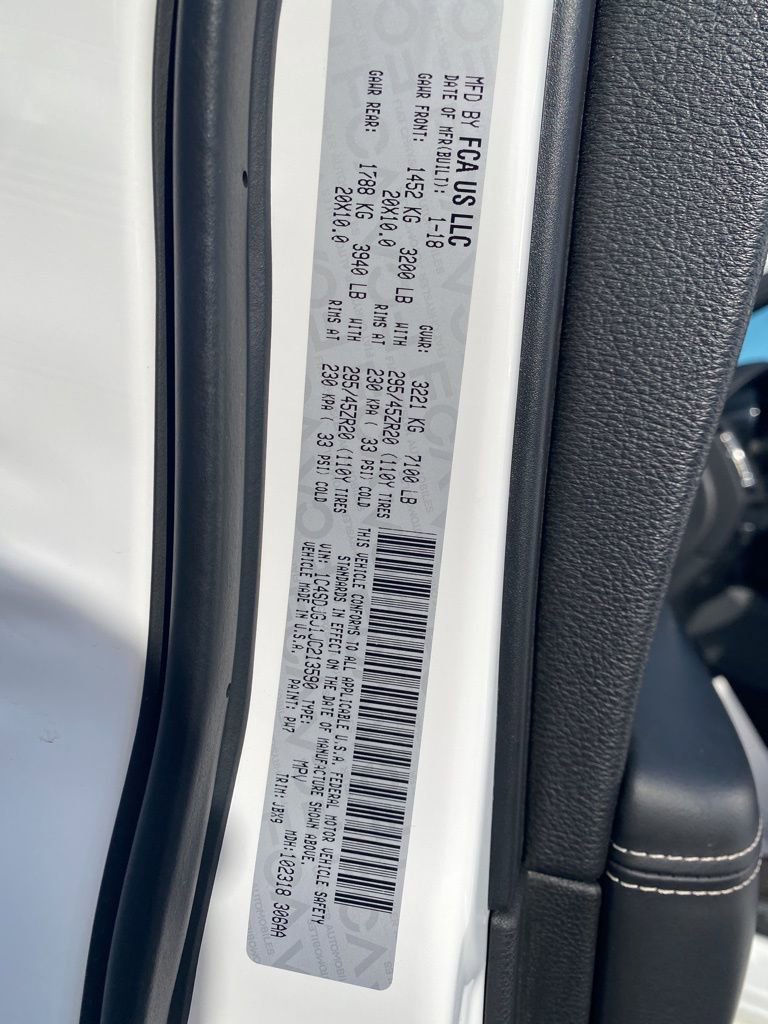 MFD BY FCA US LLC
DATE OF MFR(BUILT): 1-18 GVWR: 3221 KG 7100 LB
GAWR FRONT: 1452 KG 3200 LB WITH 295/45ZR20 (110Y TIRES
20X10.0 RIMS AT 230 KPA ( 33 PSI) COLD
GAWR REAR: 1788 KG 3940 LB WITH 295/45ZR20 (110Y TIRES
20X10.0 RIMS AT 230 KPA ( 33 PSI) COLD
THIS VEHICLE CONFORMS TO ALL APPLICABLE U.S.A. FEDERAL MOTOR VEHICLE SAFETY
STANDARDS IN EFFECT ON THE DATE OF MANUFACTURE SHOWN ABOVE.
VIN: 1C4SDJGJ1JC213590 TYPE: MPV MDH:102318 306AA
VEHICLE MADE IN U.S.A. PAINT: PW7 TRIM: JBX9